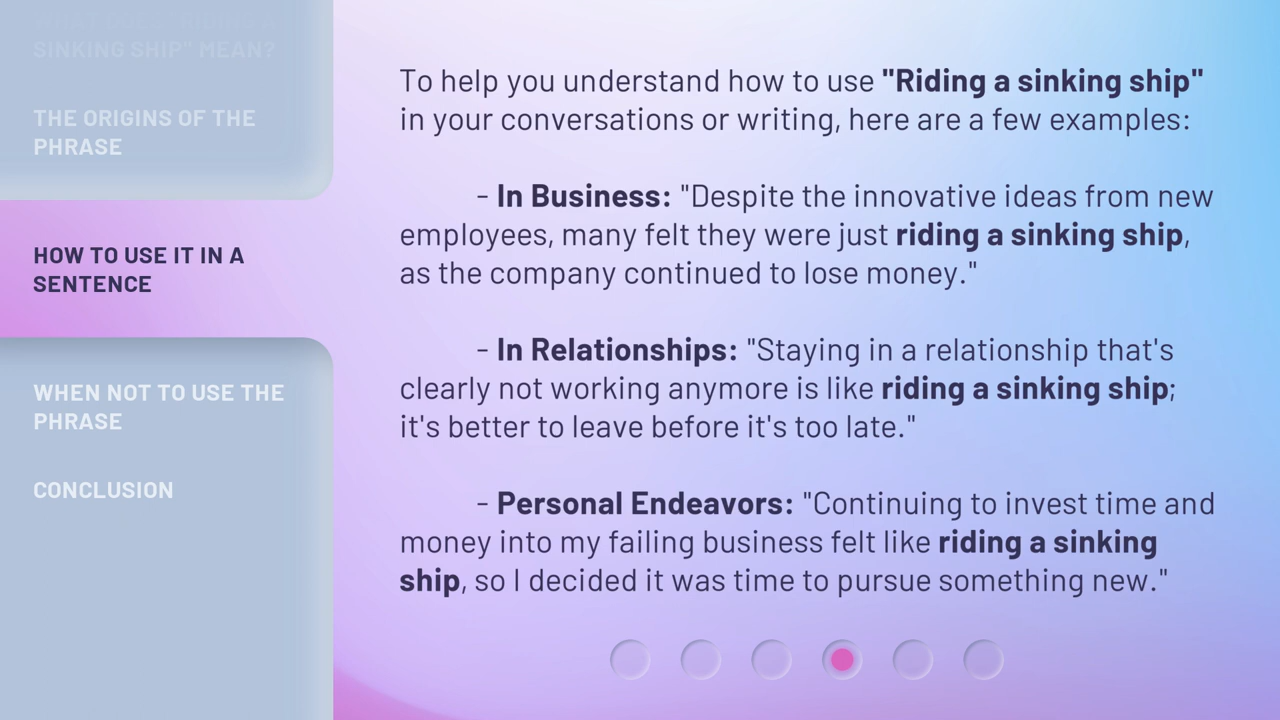 SINKING SHIP" MEAN?
THE ORIGINS OF THE
PHRASE
HOW TO USE IT IN A
SENTENCE
WHEN NOT TO USE THE
PHRASE
CONCLUSION
To help you understand how to use "Riding a sinking ship"
in your conversations or writing, here are a few examples:
- In Business: "Despite the innovative ideas from new
employees, many felt they were just riding a sinking ship,
as the company continued to lose money."
- In Relationships: "Staying in a relationship that's
clearly not working anymore is like riding a sinking ship;
it's better to leave before it's too late."
- Personal Endeavors: "Continuing to invest time and
money into my failing business felt like riding a sinking
ship, so I decided it was time to pursue something new."